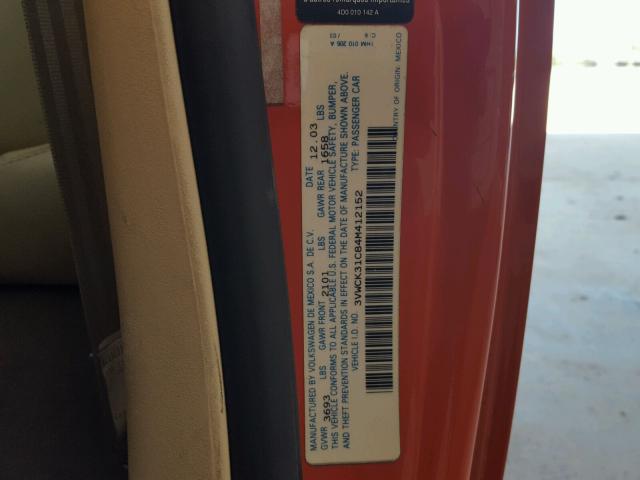 4D0 010 142 A
MANUFACTURED BY VOLKSWAGEN DE MEXICO S.A. DE C.V. DATE 12.03
GVWR 3693 LBS GAWR FRONT 2101 LBS GAWR REAR 1658 LBS
THIS VEHICLE CONFORMS TO ALL APPLICABLE U.S. FEDERAL MOTOR VEHICLE SAFETY, BUMPER,
AND THEFT PREVENTION STANDARDS IN EFFECT ON THE DATE OF MANUFACTURE SHOWN ABOVE.
VEHICLE I.D. NO. 3VWCK31C84M412152 TYPE: PASSENGER CAR
COUNTRY OF ORIGIN: MEXICO
1HM 010 206 A